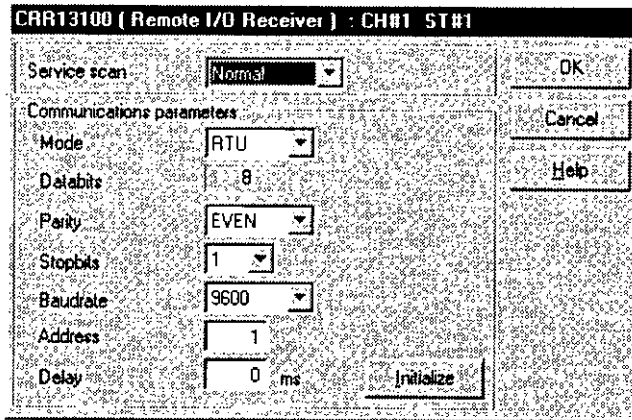 CRR13100 ( Remote I/O Receiver ) : CH#1 ST#1
Service scan Normal OK
Communications parameters Cancel
Mode RTU
Databits 8 Help
Parity EVEN
Stopbits 1
Baudrate 9600
Address 1
Delay 0 ms Initialize